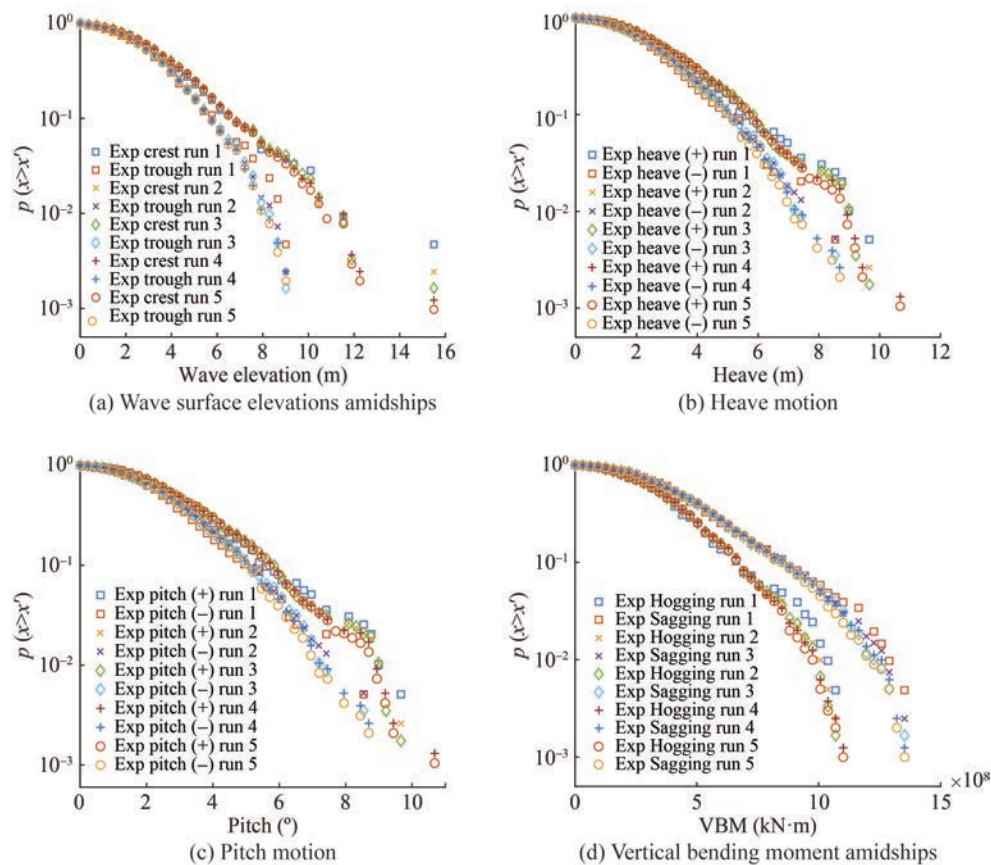 10⁰
10⁻¹
10⁻²
10⁻³
p (x>x′)
Exp crest run 1
Exp trough run 1
Exp crest run 2
Exp trough run 2
Exp crest run 3
Exp trough run 3
Exp crest run 4
Exp trough run 4
Exp crest run 5
Exp trough run 5
0 2 4 6 8 10 12 14 16
Wave elevation (m)
(a) Wave surface elevations amidships
10⁰
10⁻¹
10⁻²
10⁻³
p (x>x′)
Exp heave (+) run 1
Exp heave (–) run 1
Exp heave (+) run 2
Exp heave (–) run 2
Exp heave (+) run 3
Exp heave (–) run 3
Exp heave (+) run 4
Exp heave (–) run 4
Exp heave (+) run 5
Exp heave (–) run 5
0 2 4 6 8 10 12
Heave (m)
(b) Heave motion
10⁰
10⁻¹
10⁻²
10⁻³
p (x>x′)
Exp pitch (+) run 1
Exp pitch (–) run 1
Exp pitch (+) run 2
Exp pitch (–) run 2
Exp pitch (+) run 3
Exp pitch (–) run 3
Exp pitch (+) run 4
Exp pitch (–) run 4
Exp pitch (+) run 5
Exp pitch (–) run 5
0 2 4 6 8 10
Pitch (º)
(c) Pitch motion
10⁰
10⁻¹
10⁻²
10⁻³
p (x>x′)
Exp Hogging run 1
Exp Sagging run 1
Exp Hogging run 2
Exp Sagging run 3
Exp Hogging run 2
Exp Sagging run 3
Exp Hogging run 4
Exp Sagging run 4
Exp Hogging run 5
Exp Sagging run 5
0 5 10 15
×10⁸
VBM (kN·m)
(d) Vertical bending moment amidships